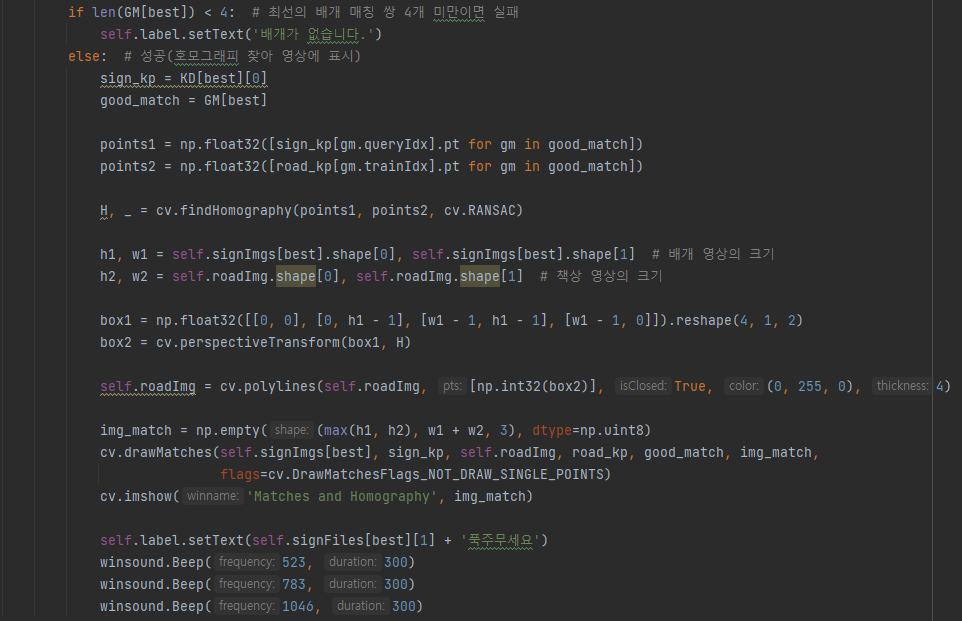 if len(GM[best]) < 4:  # 최선의 배개 매칭 쌍 4개 미만이면 실패
    self.label.setText('배개가 없습니다.')
else:  # 성공(호모그래피 찾아 영상에 표시)
    sign_kp = KD[best][0]
    good_match = GM[best]
    points1 = np.float32([sign_kp[gm.queryIdx].pt for gm in good_match])
    points2 = np.float32([road_kp[gm.trainIdx].pt for gm in good_match])
    H, _ = cv.findHomography(points1, points2, cv.RANSAC)
    h1, w1 = self.signImgs[best].shape[0], self.signImgs[best].shape[1]  # 배개 영상의 크기
    h2, w2 = self.roadImg.shape[0], self.roadImg.shape[1]  # 책상 영상의 크기
    box1 = np.float32([[0, 0], [0, h1 - 1], [w1 - 1, h1 - 1], [w1 - 1, 0]]).reshape(4, 1, 2)
    box2 = cv.perspectiveTransform(box1, H)
    self.roadImg = cv.polylines(self.roadImg, pts: [np.int32(box2)], isClosed: True, color: (0, 255, 0), thickness: 4)
    img_match = np.empty( shape: (max(h1, h2), w1 + w2, 3), dtype=np.uint8)
    cv.drawMatches(self.signImgs[best], sign_kp, self.roadImg, road_kp, good_match, img_match,
                   flags=cv.DrawMatchesFlags_NOT_DRAW_SINGLE_POINTS)
    cv.imshow( winname: 'Matches and Homography', img_match)
    self.label.setText(self.signFiles[best][1] + '푹주무세요')
    winsound.Beep( frequency: 523, duration: 300)
    winsound.Beep( frequency: 783, duration: 300)
    winsound.Beep( frequency: 1046, duration: 300)